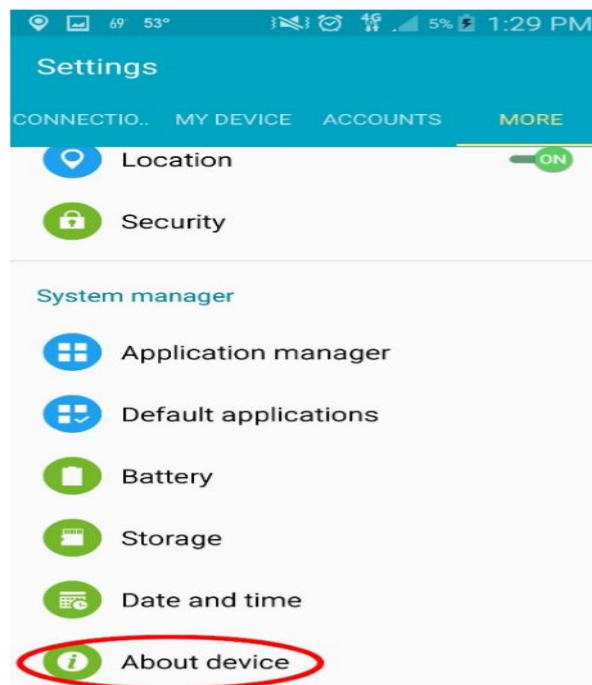 69° 53° 4G 5% 1:29 PM
Settings
CONNECTIO.. MY DEVICE ACCOUNTS MORE
Location ON
Security
System manager
Application manager
Default applications
Battery
Storage
Date and time
About device